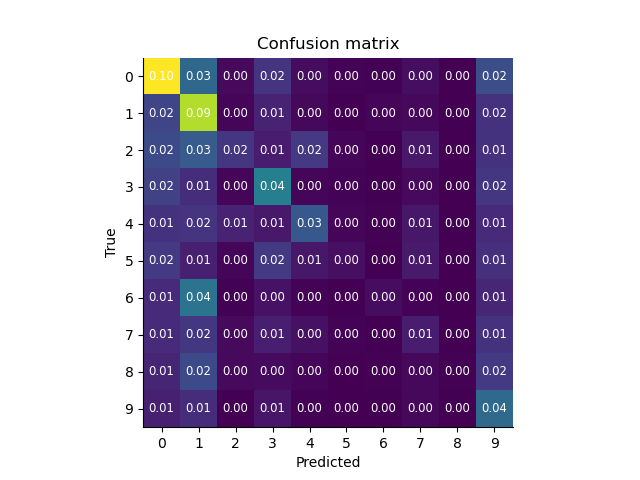 Confusion matrix
0 0.10 0.03 0.00 0.02 0.00 0.00 0.00 0.00 0.00 0.02
1 0.02 0.09 0.00 0.01 0.00 0.00 0.00 0.00 0.00 0.02
2 0.02 0.03 0.02 0.01 0.02 0.00 0.00 0.01 0.00 0.01
3 0.02 0.01 0.00 0.04 0.00 0.00 0.00 0.00 0.00 0.02
4 0.01 0.02 0.01 0.01 0.03 0.00 0.00 0.01 0.00 0.01
True
5 0.02 0.01 0.00 0.02 0.01 0.00 0.00 0.01 0.00 0.01
6 0.01 0.04 0.00 0.00 0.00 0.00 0.00 0.00 0.00 0.01
7 0.01 0.02 0.00 0.01 0.00 0.00 0.00 0.01 0.00 0.01
8 0.01 0.02 0.00 0.00 0.00 0.00 0.00 0.00 0.00 0.02
9 0.01 0.01 0.00 0.01 0.00 0.00 0.00 0.00 0.00 0.04
0 1 2 3 4 5 6 7 8 9
Predicted